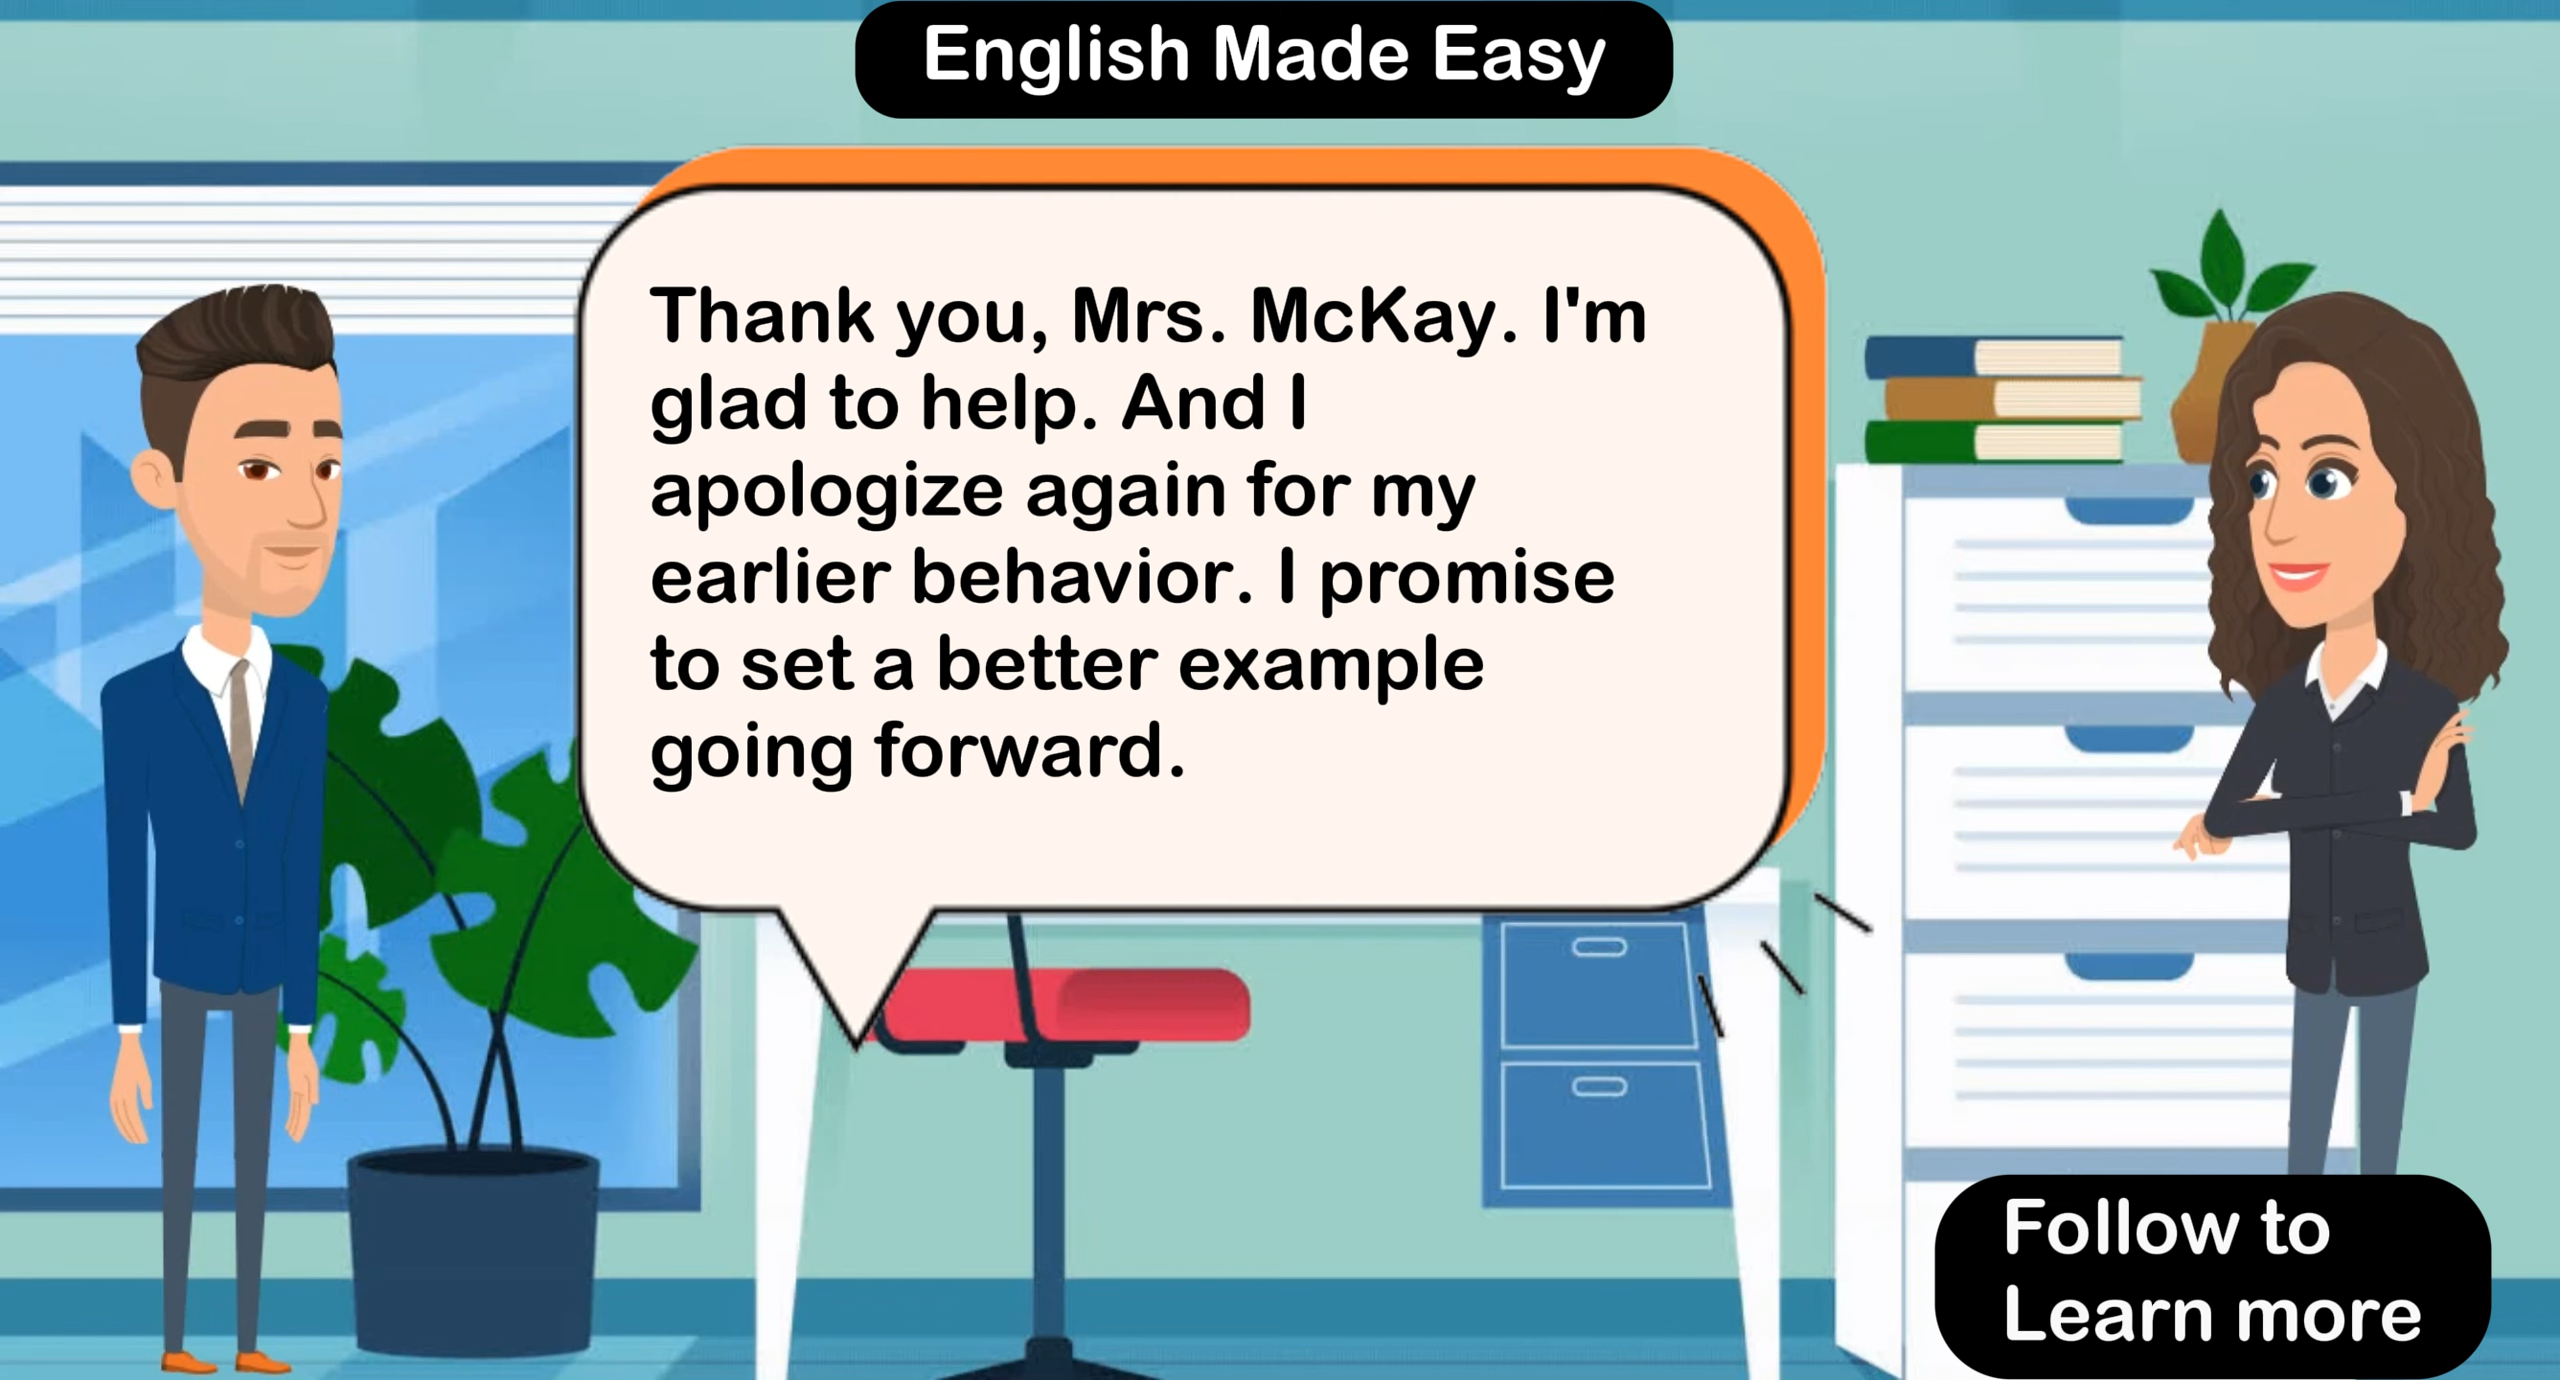 English Made Easy
Thank you, Mrs. McKay. I'm
glad to help. And I
apologize again for my
earlier behavior. I promise
to set a better example
going forward.
Follow to
Learn more